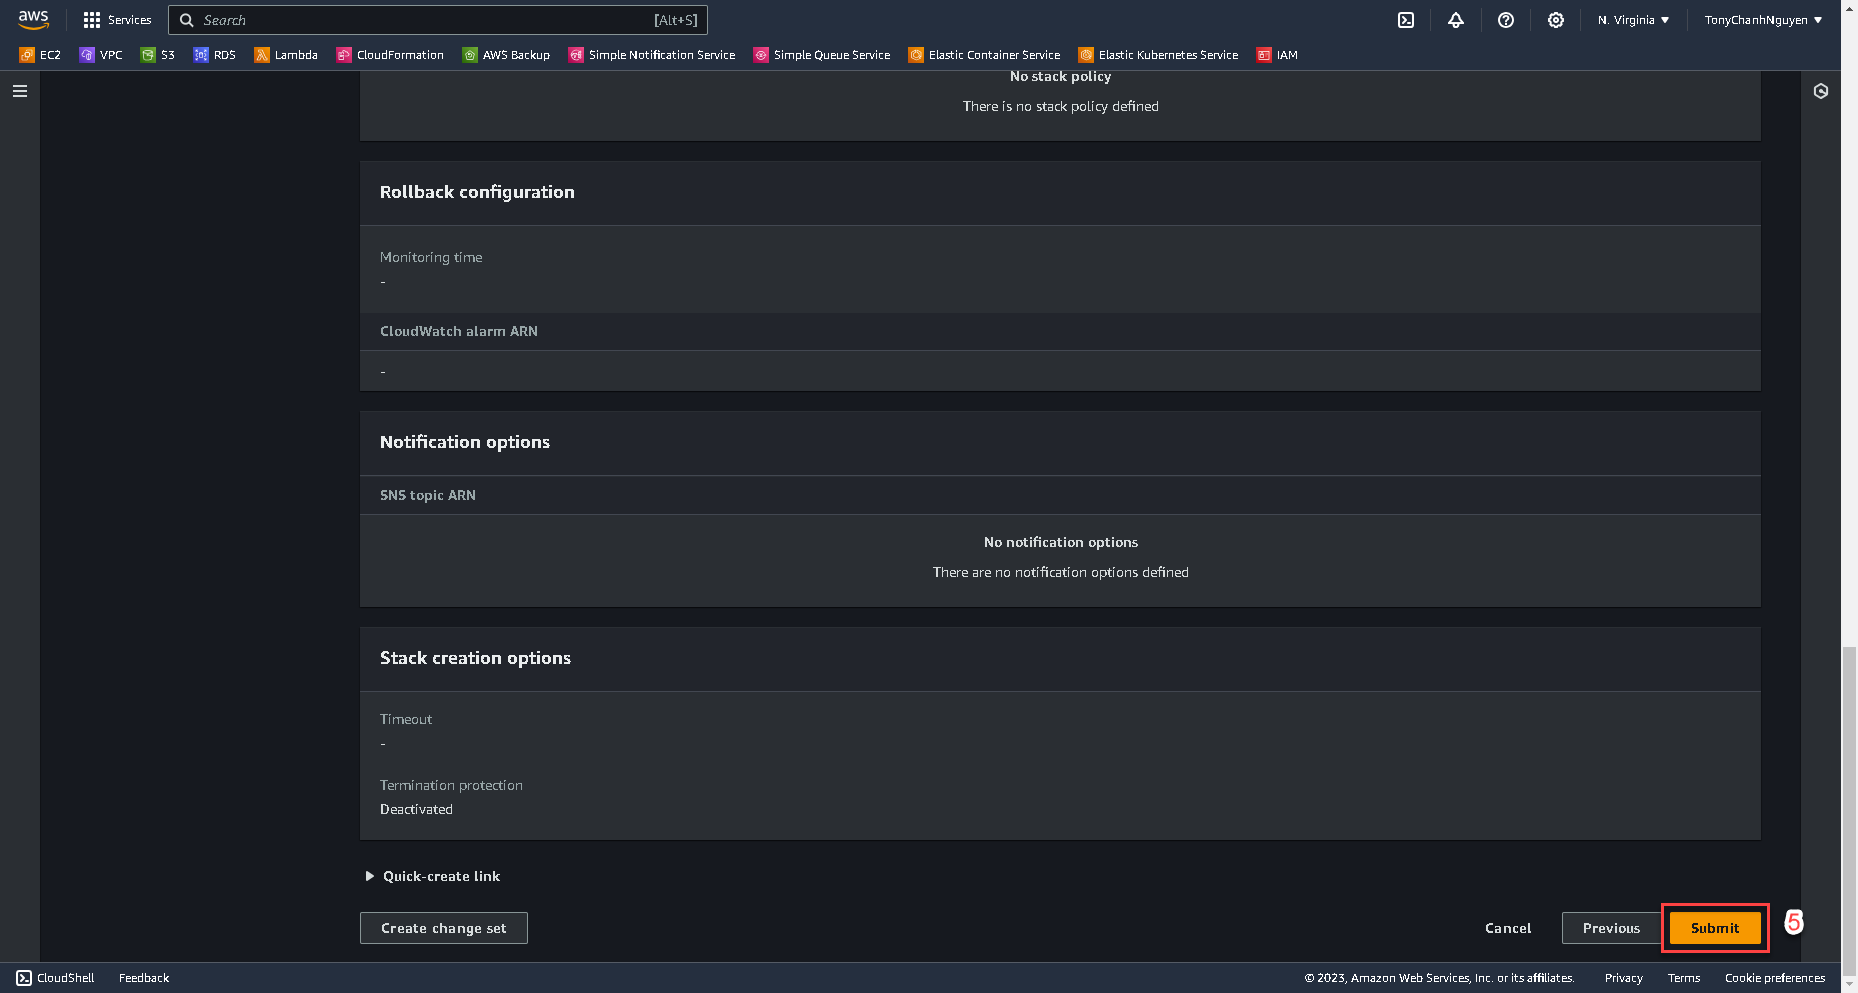 aws
Services
Search
[Alt+S]
N. Virginia
TonyChanhNguyen
EC2
VPC
S3
RDS
Lambda
CloudFormation
AWS Backup
Simple Notification Service
Simple Queue Service
Elastic Container Service
Elastic Kubernetes Service
IAM
No stack policy
There is no stack policy defined
Rollback configuration
Monitoring time
-
CloudWatch alarm ARN
-
Notification options
SNS topic ARN
No notification options
There are no notification options defined
Stack creation options
Timeout
-
Termination protection
Deactivated
Quick-create link
Create change set
Cancel
Previous
Submit
5
CloudShell
Feedback
© 2023, Amazon Web Services, Inc. or its affiliates.
Privacy
Terms
Cookie preferences